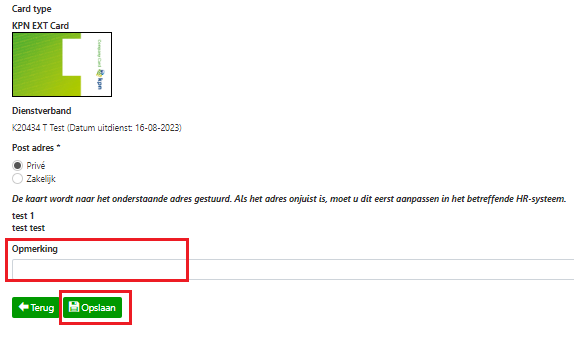 Card type
KPN EXT Card
kpn
Dienstverband
K20434 T Test (Datum uitdienst: 16-08-2023)
Post adres *
Privé
Zakelijk
De kaart wordt naar het onderstaande adres gestuurd. Als het adres onjuist is, moet u dit eerst aanpassen in het betreffende HR-systeem.
test 1
test test
Opmerking
Terug Opslaan